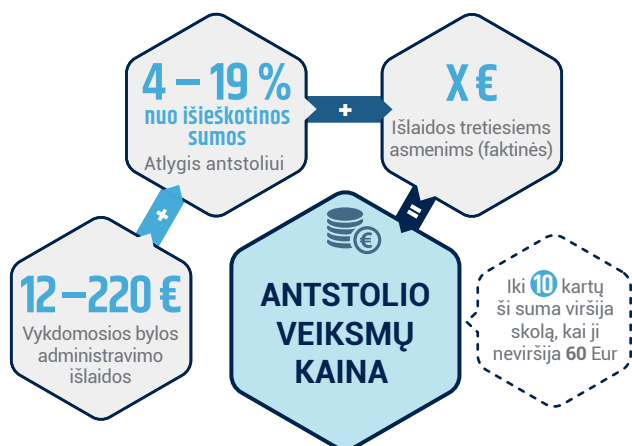 12–220 €
Vykdomosios bylos
administravimo
išlaidos
+
4 – 19 %
nuo išieškotinos
sumos
Atlygis antstoliui
+
X €
Išlaidos tretiesiems
asmenims (faktinės)
=
€
ANTSTOLIO
VEIKSMŲ
KAINA
Iki 10 kartų
ši suma viršija
skolą, kai ji
neviršija 60 Eur